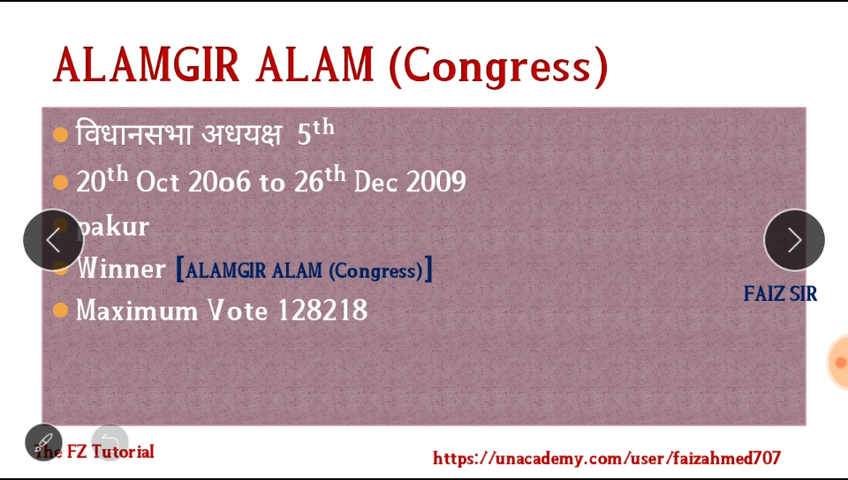 ALAMGIR ALAM (Congress)
विधानसभा अधयक्ष 5th
20th Oct 20o6 to 26th Dec 2009
pakur
Winner [ALAMGIR ALAM (Congress)]
FAIZ SIR
Maximum Vote 128218
The FZ Tutorial
https://unacademy.com/user/faizahmed707